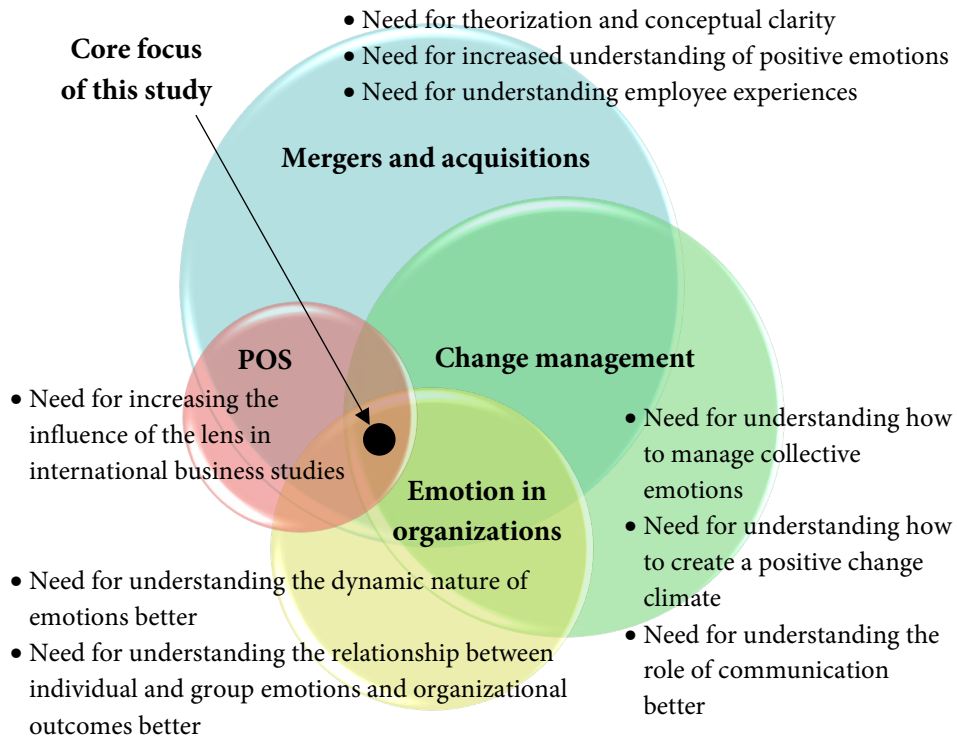 • Need for theorization and conceptual clarity
• Need for increased understanding of positive emotions
• Need for understanding employee experiences
Core focus
of this study
Mergers and acquisitions
POS
Change management
• Need for increasing the
influence of the lens in
international business studies
• Need for understanding how
to manage collective
emotions
• Need for understanding how
to create a positive change
climate
• Need for understanding the
role of communication
better
Emotion in
organizations
• Need for understanding the dynamic nature of
emotions better
• Need for understanding the relationship between
individual and group emotions and organizational
outcomes better